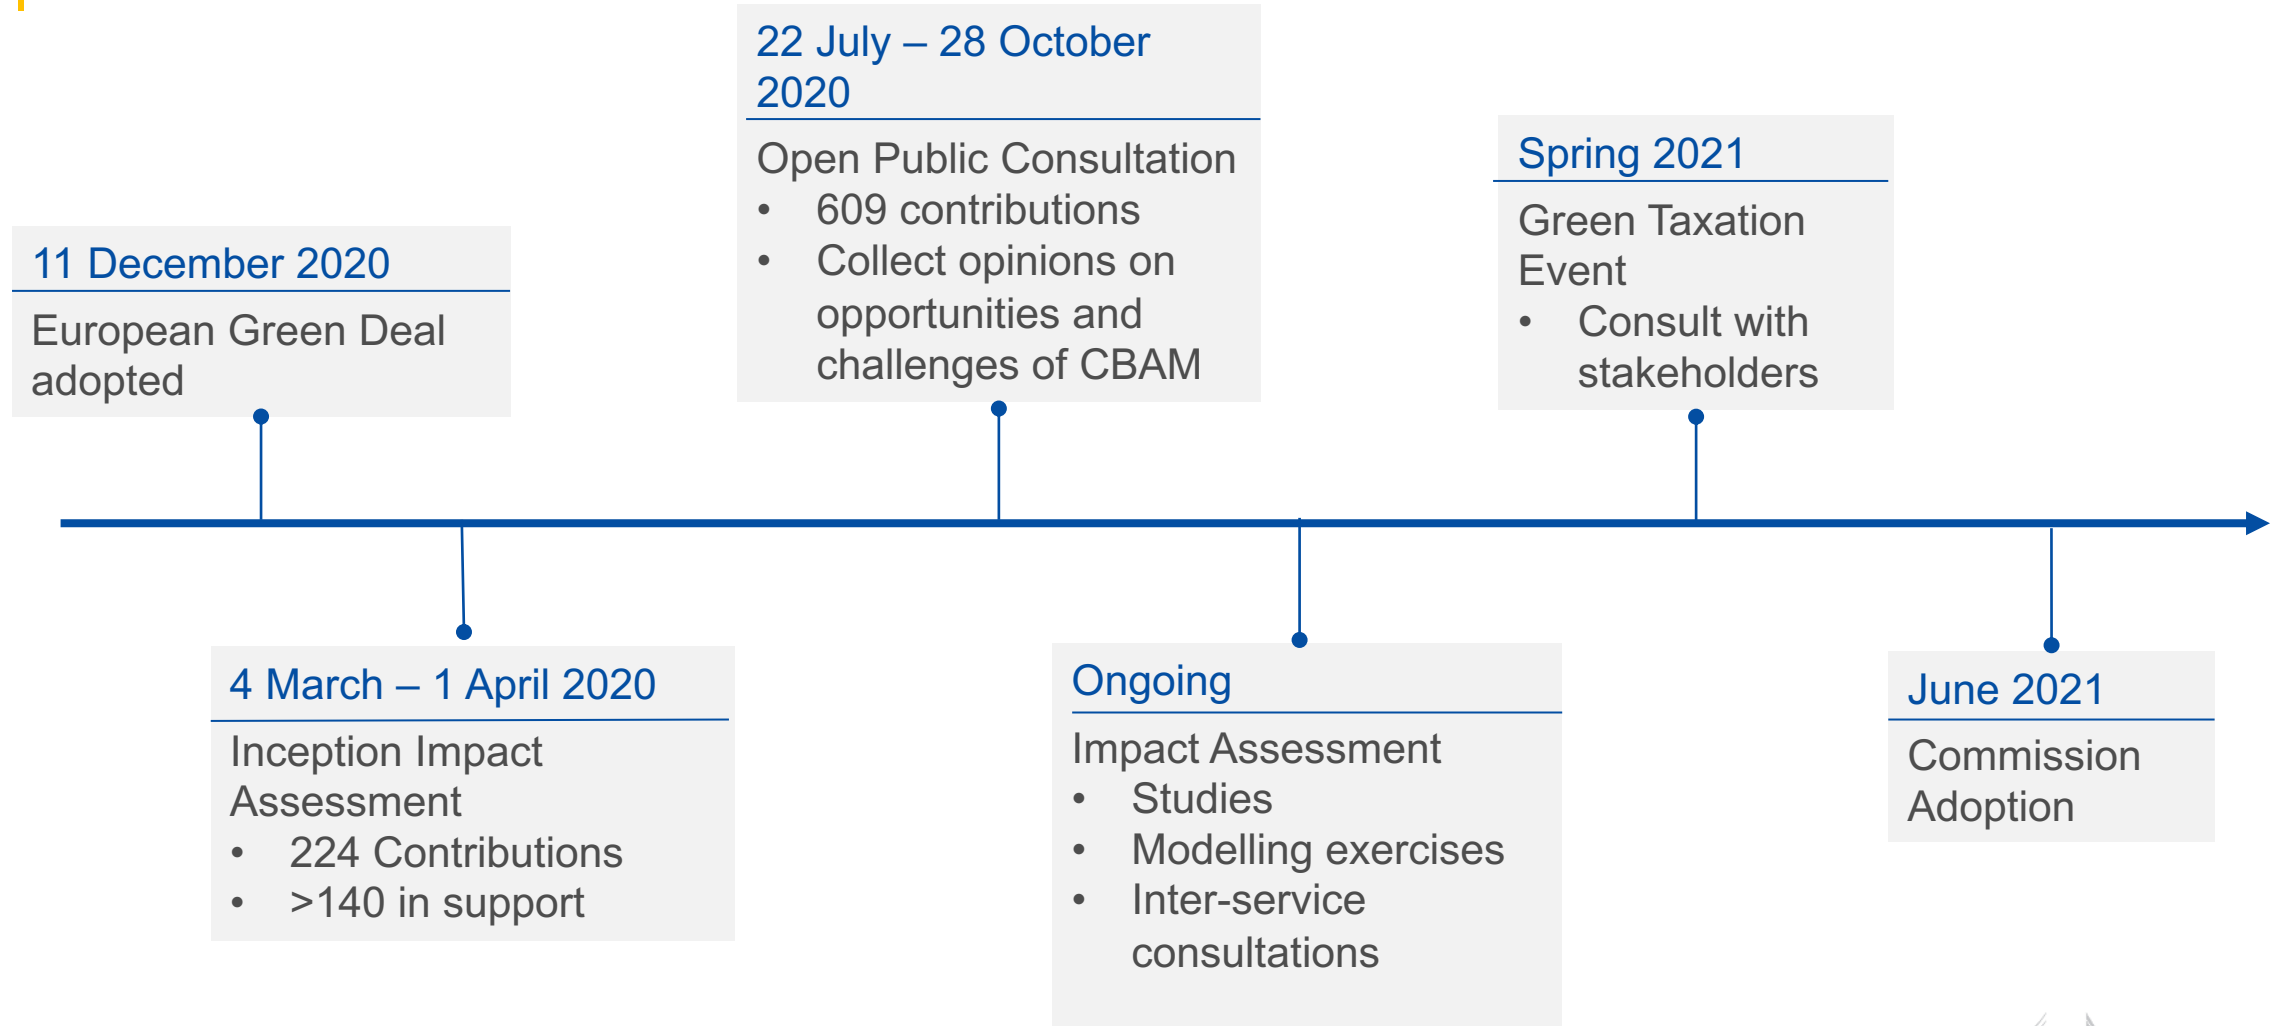 11 December 2020
European Green Deal
adopted
4 March – 1 April 2020
Inception Impact
Assessment
• 224 Contributions
• >140 in support
22 July – 28 October
2020
Open Public Consultation
• 609 contributions
• Collect opinions on
opportunities and
challenges of CBAM
Ongoing
Impact Assessment
• Studies
• Modelling exercises
• Inter-service
consultations
Spring 2021
Green Taxation
Event
• Consult with
stakeholders
June 2021
Commission
Adoption